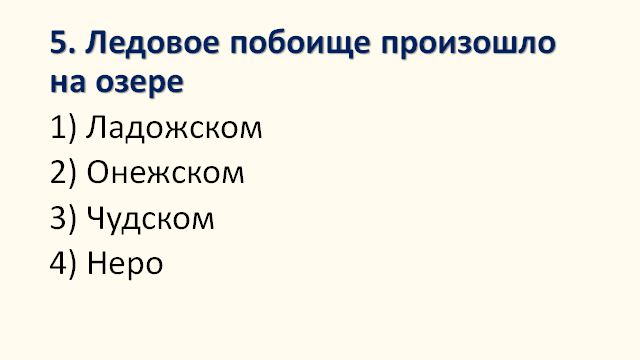 5. Ледовое побоище произошло
на озере
1) Ладожском
2) Онежском
3) Чудском
4) Неро